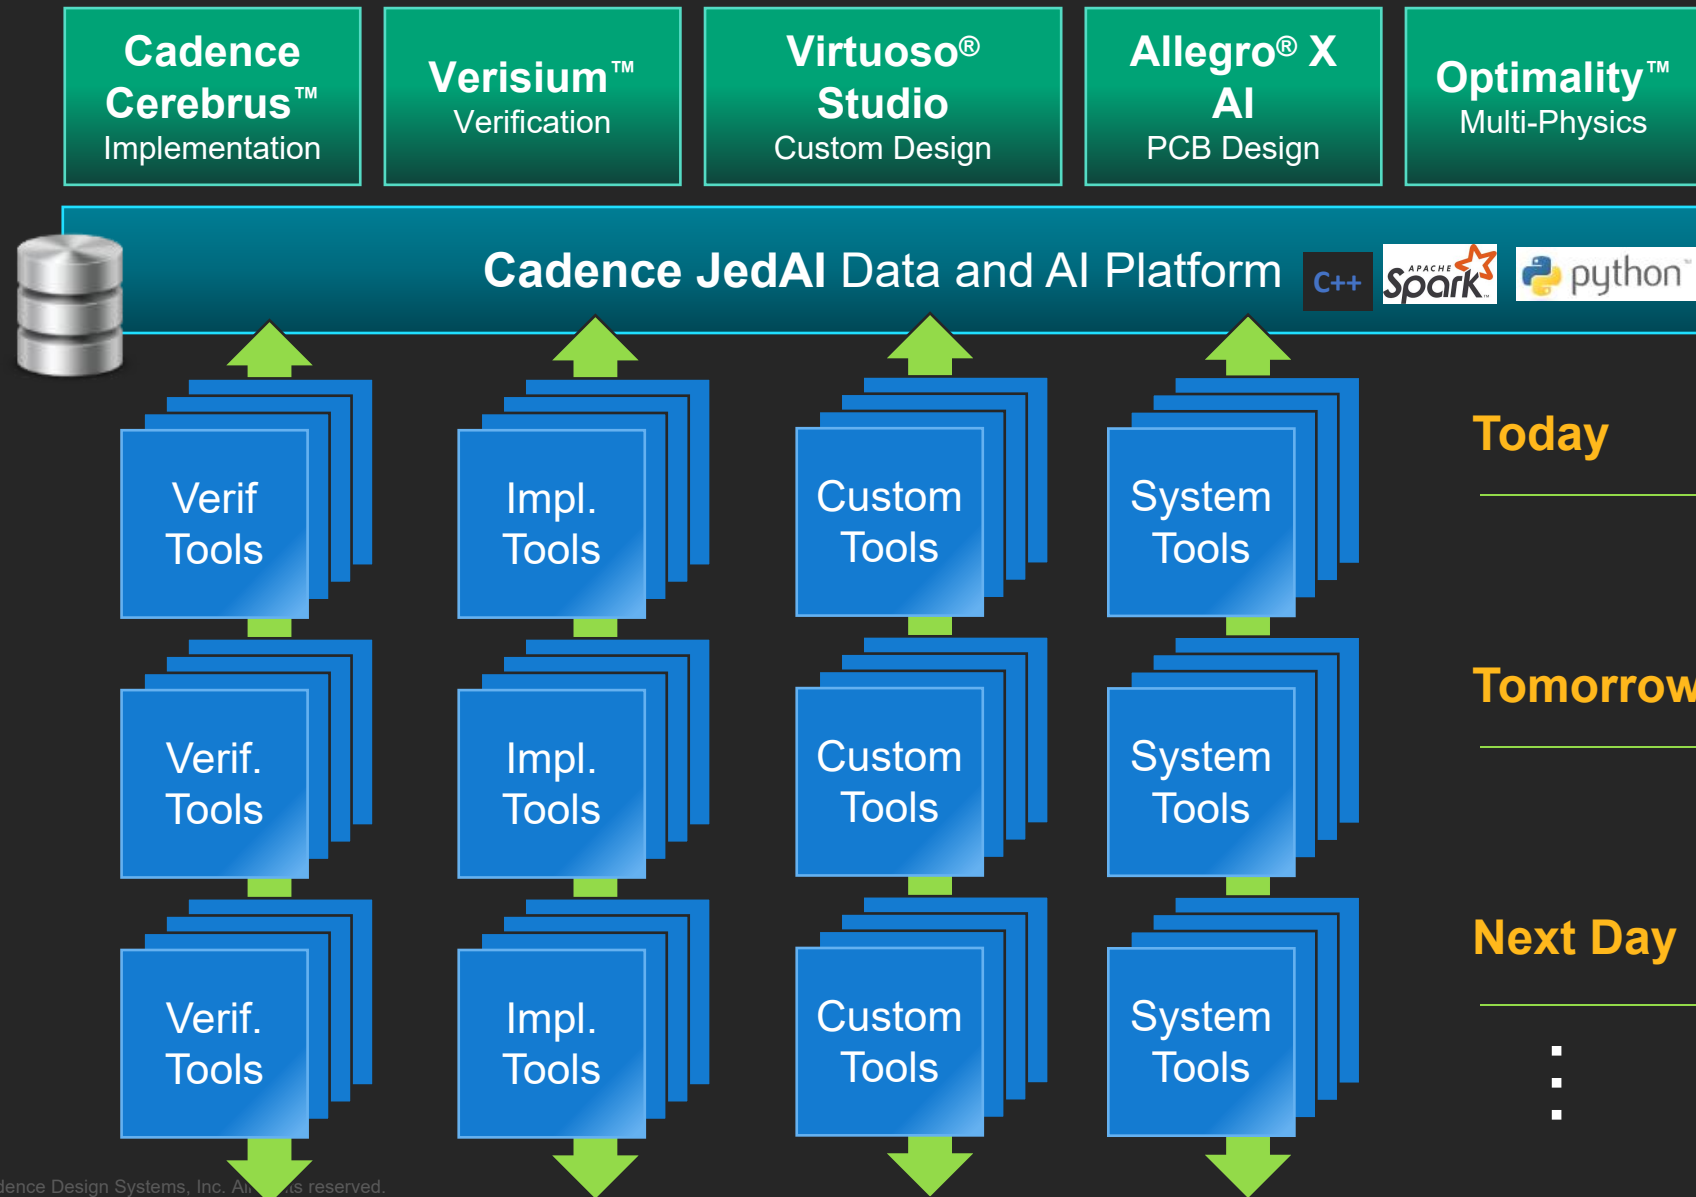 Cadence
Cerebrus™
Implementation
Verisium™
Verification
Virtuoso®
Studio
Custom Design
Allegro® X
AI
PCB Design
Optimality™
Multi-Physics
Cadence JedAI Data and AI Platform
C++
APACHE
Spark™
python™
Verif
Tools
Impl.
Tools
Custom
Tools
System
Tools
Today
Verif.
Tools
Impl.
Tools
Custom
Tools
System
Tools
Tomorrow
Verif.
Tools
Impl.
Tools
Custom
Tools
System
Tools
Next Day
dence Design Systems, Inc. All ts reserved.